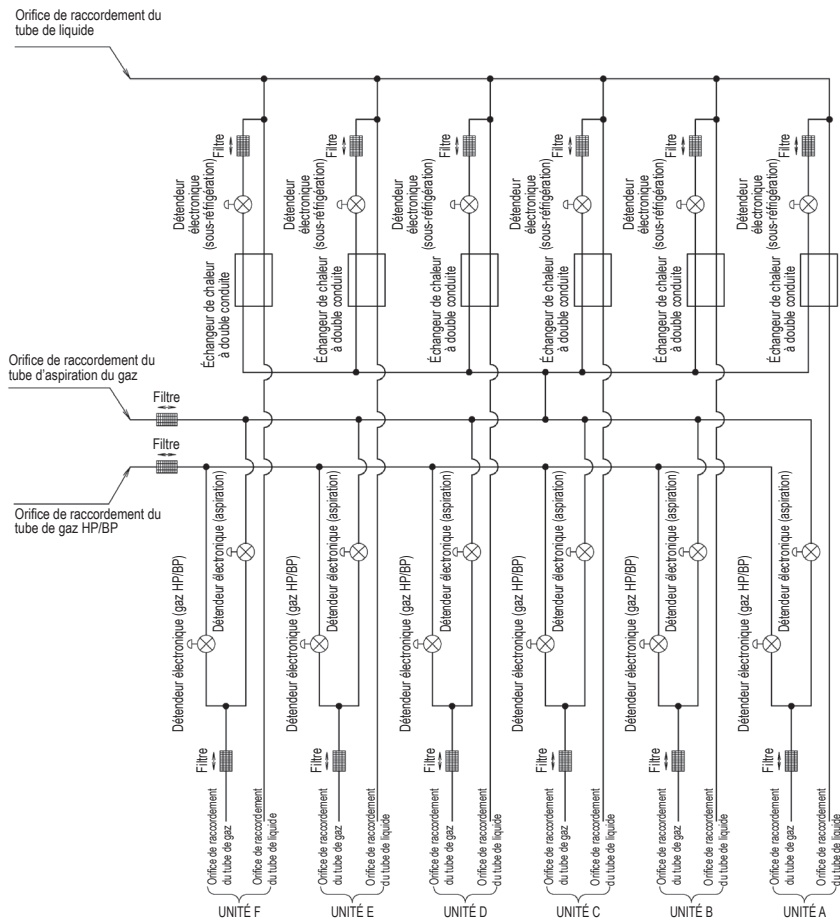 Orifice de raccordement du
tube de liquide
Filtre
Filtre
Filtre
Filtre
Filtre
Filtre
Détendeur
électronique
(sous-réfrigération)
Détendeur
électronique
(sous-réfrigération)
Détendeur
électronique
(sous-réfrigération)
Détendeur
électronique
(sous-réfrigération)
Détendeur
électronique
(sous-réfrigération)
Détendeur
électronique
(sous-réfrigération)
Échangeur de chaleur
à double conduite
Échangeur de chaleur
à double conduite
Échangeur de chaleur
à double conduite
Échangeur de chaleur
à double conduite
Échangeur de chaleur
à double conduite
Échangeur de chaleur
à double conduite
Orifice de raccordement du
tube d'aspiration du gaz
Filtre
Filtre
Orifice de raccordement du
tube de gaz HP/BP
Détendeur électronique (gaz HP/BP)
Détendeur électronique (aspiration)
Détendeur électronique (gaz HP/BP)
Détendeur électronique (aspiration)
Détendeur électronique (gaz HP/BP)
Détendeur électronique (aspiration)
Détendeur électronique (gaz HP/BP)
Détendeur électronique (aspiration)
Détendeur électronique (gaz HP/BP)
Détendeur électronique (aspiration)
Détendeur électronique (gaz HP/BP)
Détendeur électronique (aspiration)
Filtre
Filtre
Filtre
Filtre
Filtre
Filtre
Orifice de raccordement
du tube de gaz
Orifice de raccordement
du tube de liquide
Orifice de raccordement
du tube de gaz
Orifice de raccordement
du tube de liquide
Orifice de raccordement
du tube de gaz
Orifice de raccordement
du tube de liquide
Orifice de raccordement
du tube de gaz
Orifice de raccordement
du tube de liquide
Orifice de raccordement
du tube de gaz
Orifice de raccordement
du tube de liquide
Orifice de raccordement
du tube de gaz
Orifice de raccordement
du tube de liquide
UNITÉ F
UNITÉ E
UNITÉ D
UNITÉ C
UNITÉ B
UNITÉ A